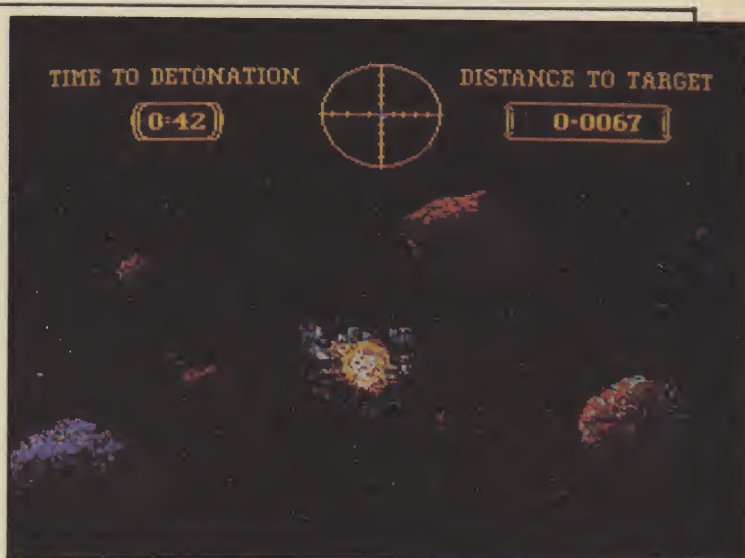 TIME TO DETONATION
0:42
DISTANCE TO TARGET
0-0067